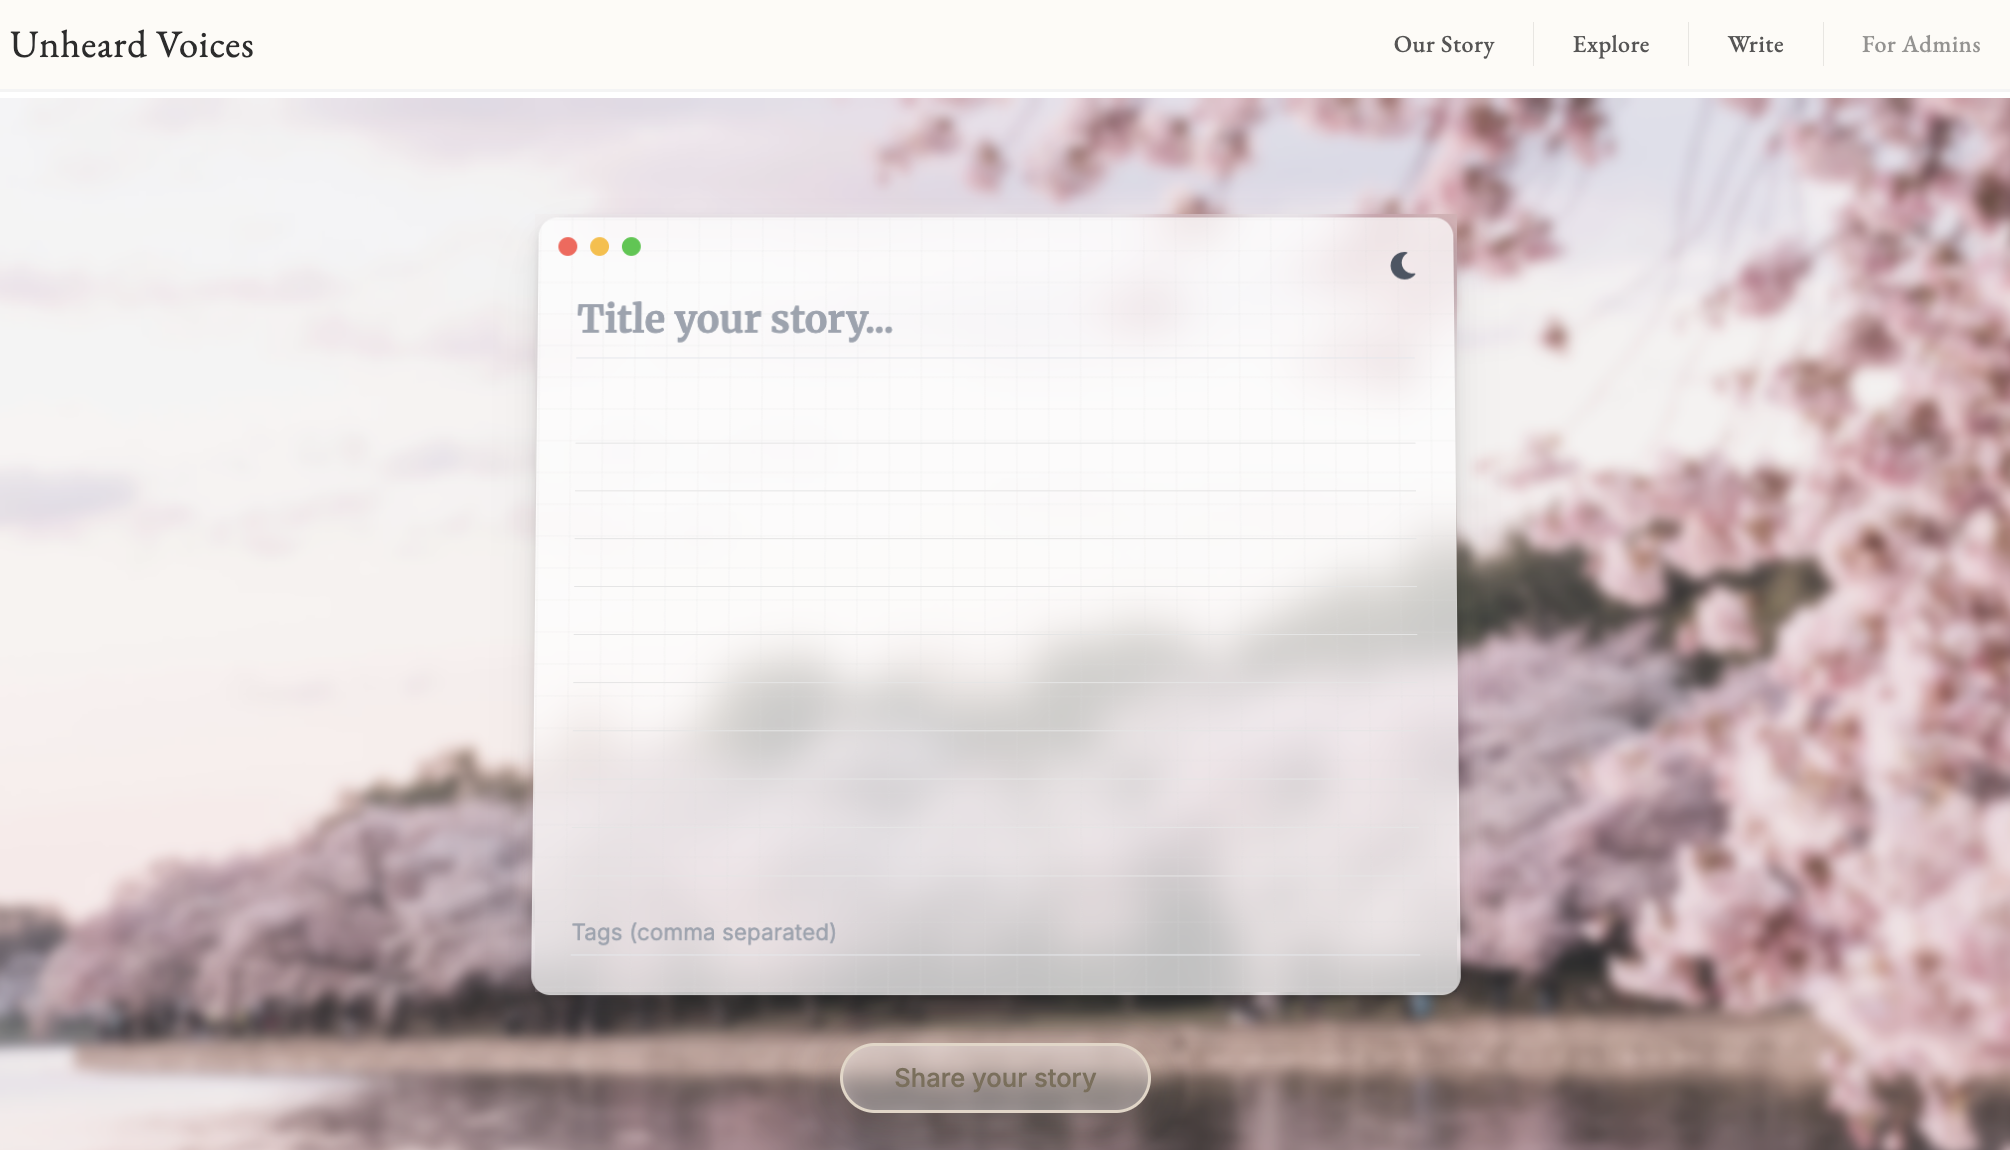 Unheard Voices
Our Story
Explore
Write
For Admins
Title your story...
Tags (comma separated)
Share your story